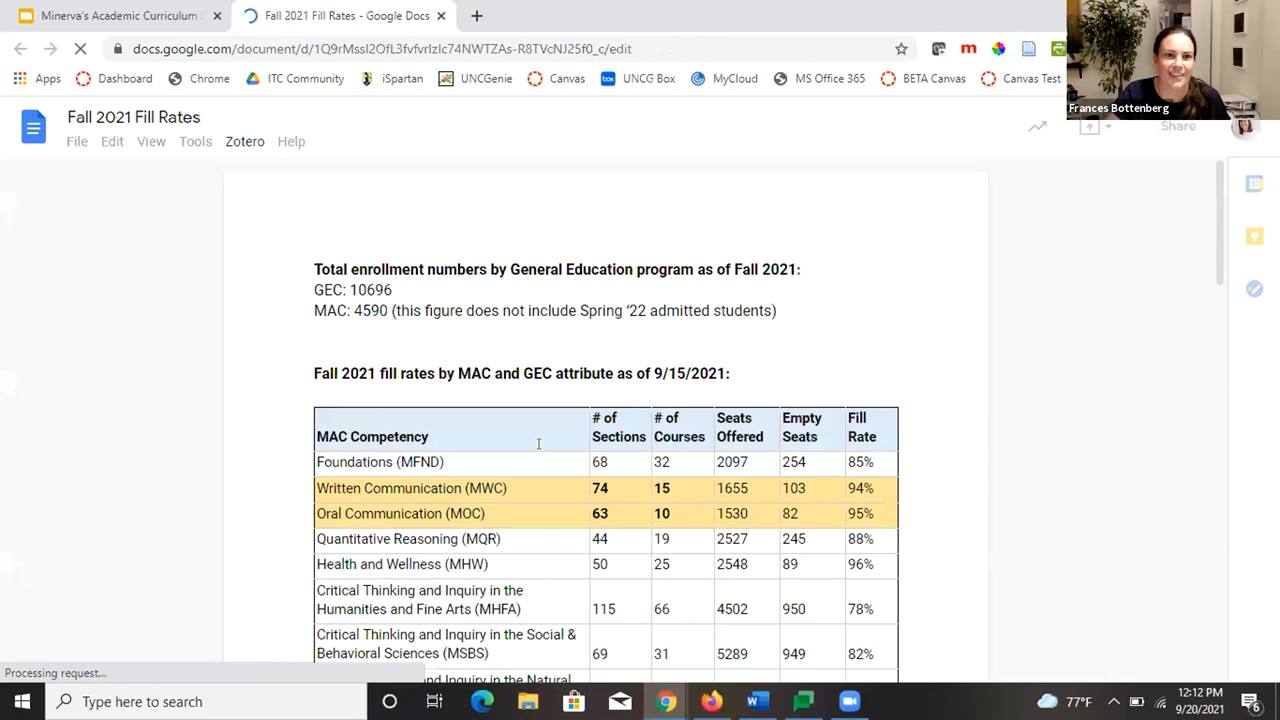 Minerva's Academic Curriculum
Fall 2021 Fill Rates - Google Docs
docs.google.com/document/d/1Q9rMssI2OfL3fvfvrIzIc74NWTZAs-R8TVcNJ25f0_c/edit
Apps
Dashboard
Chrome
ITC Community
iSpartan
UNCGenie
Canvas
UNCG Box
MyCloud
MS Office 365
BETA Canvas
Canvas Test
Frances Bottenberg
Fall 2021 Fill Rates
Share
File Edit View Tools Zotero Help
Total enrollment numbers by General Education program as of Fall 2021:
GEC: 10696
MAC: 4590 (this figure does not include Spring '22 admitted students)
Fall 2021 fill rates by MAC and GEC attribute as of 9/15/2021:
MAC Competency # of Sections # of Courses Seats Offered Empty Seats Fill Rate
Foundations (MFND) 68 32 2097 254 85%
Written Communication (MWC) 74 15 1655 103 94%
Oral Communication (MOC) 63 10 1530 82 95%
Quantitative Reasoning (MQR) 44 19 2527 245 88%
Health and Wellness (MHW) 50 25 2548 89 96%
Critical Thinking and Inquiry in the
Humanities and Fine Arts (MHFA) 115 66 4502 950 78%
Critical Thinking and Inquiry in the Social &
Behavioral Sciences (MSBS) 69 31 5289 949 82%
and Inquiry in the Natural
Processing request...
Type here to search
77°F
12:12 PM
9/20/2021
6